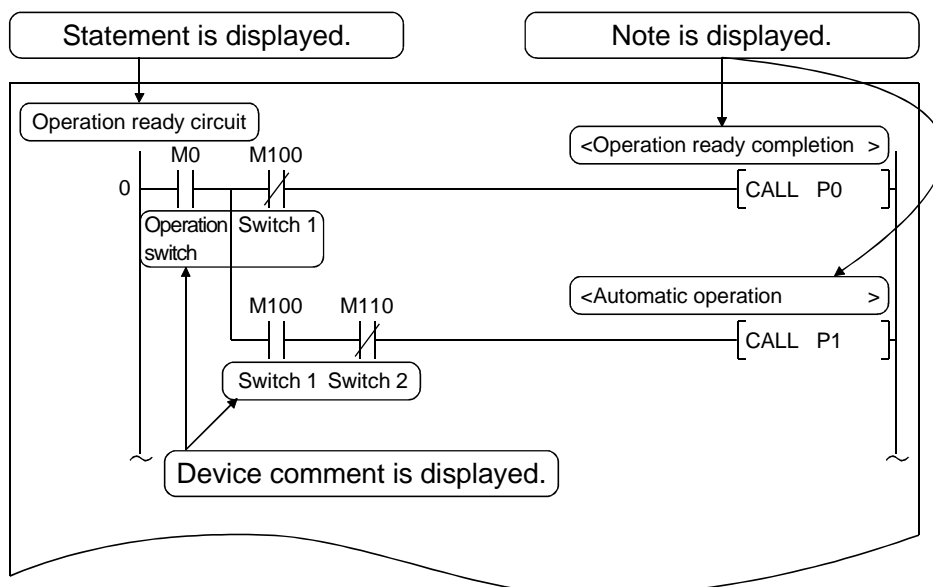 Statement is displayed.
Note is displayed.
Operation ready circuit
<Operation ready completion >
M0 M100
0
[CALL P0 ]
Operation Switch 1
switch
<Automatic operation >
M100 M110
[CALL P1 ]
Switch 1 Switch 2
Device comment is displayed.